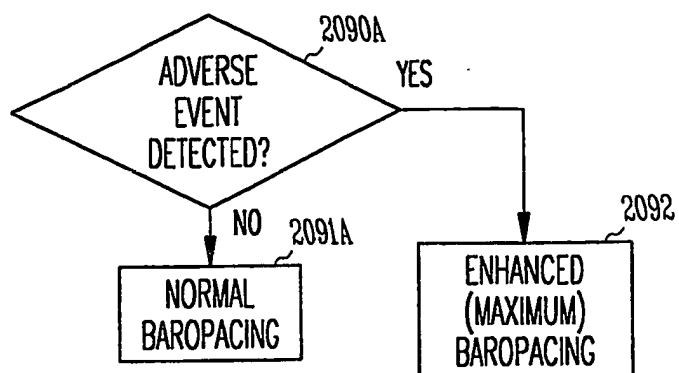 2090A
ADVERSE
EVENT
DETECTED?
YES
NO
2091A
NORMAL
BAROPACING
2092
ENHANCED
(MAXIMUM)
BAROPACING